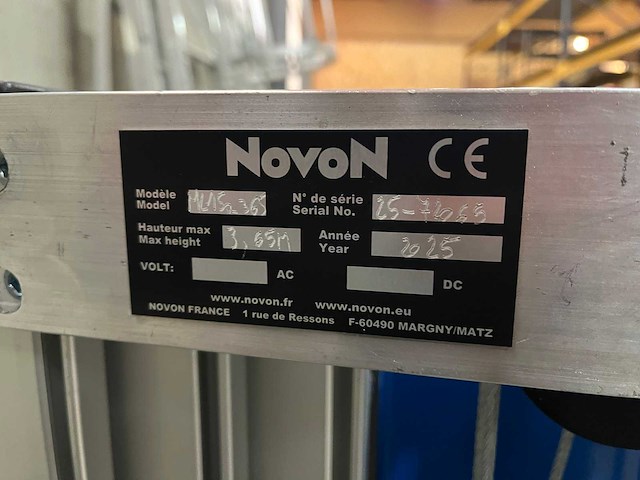 NOVON CE
Modèle
Model
N° de série
Serial No.
Hauteur max
Max height
3,65M
Année
Year
2025
VOLT:
AC
DC
www.novon.fr www.novon.eu
NOVON FRANCE 1 rue de Ressons F-60490 MARGNY/MATZ